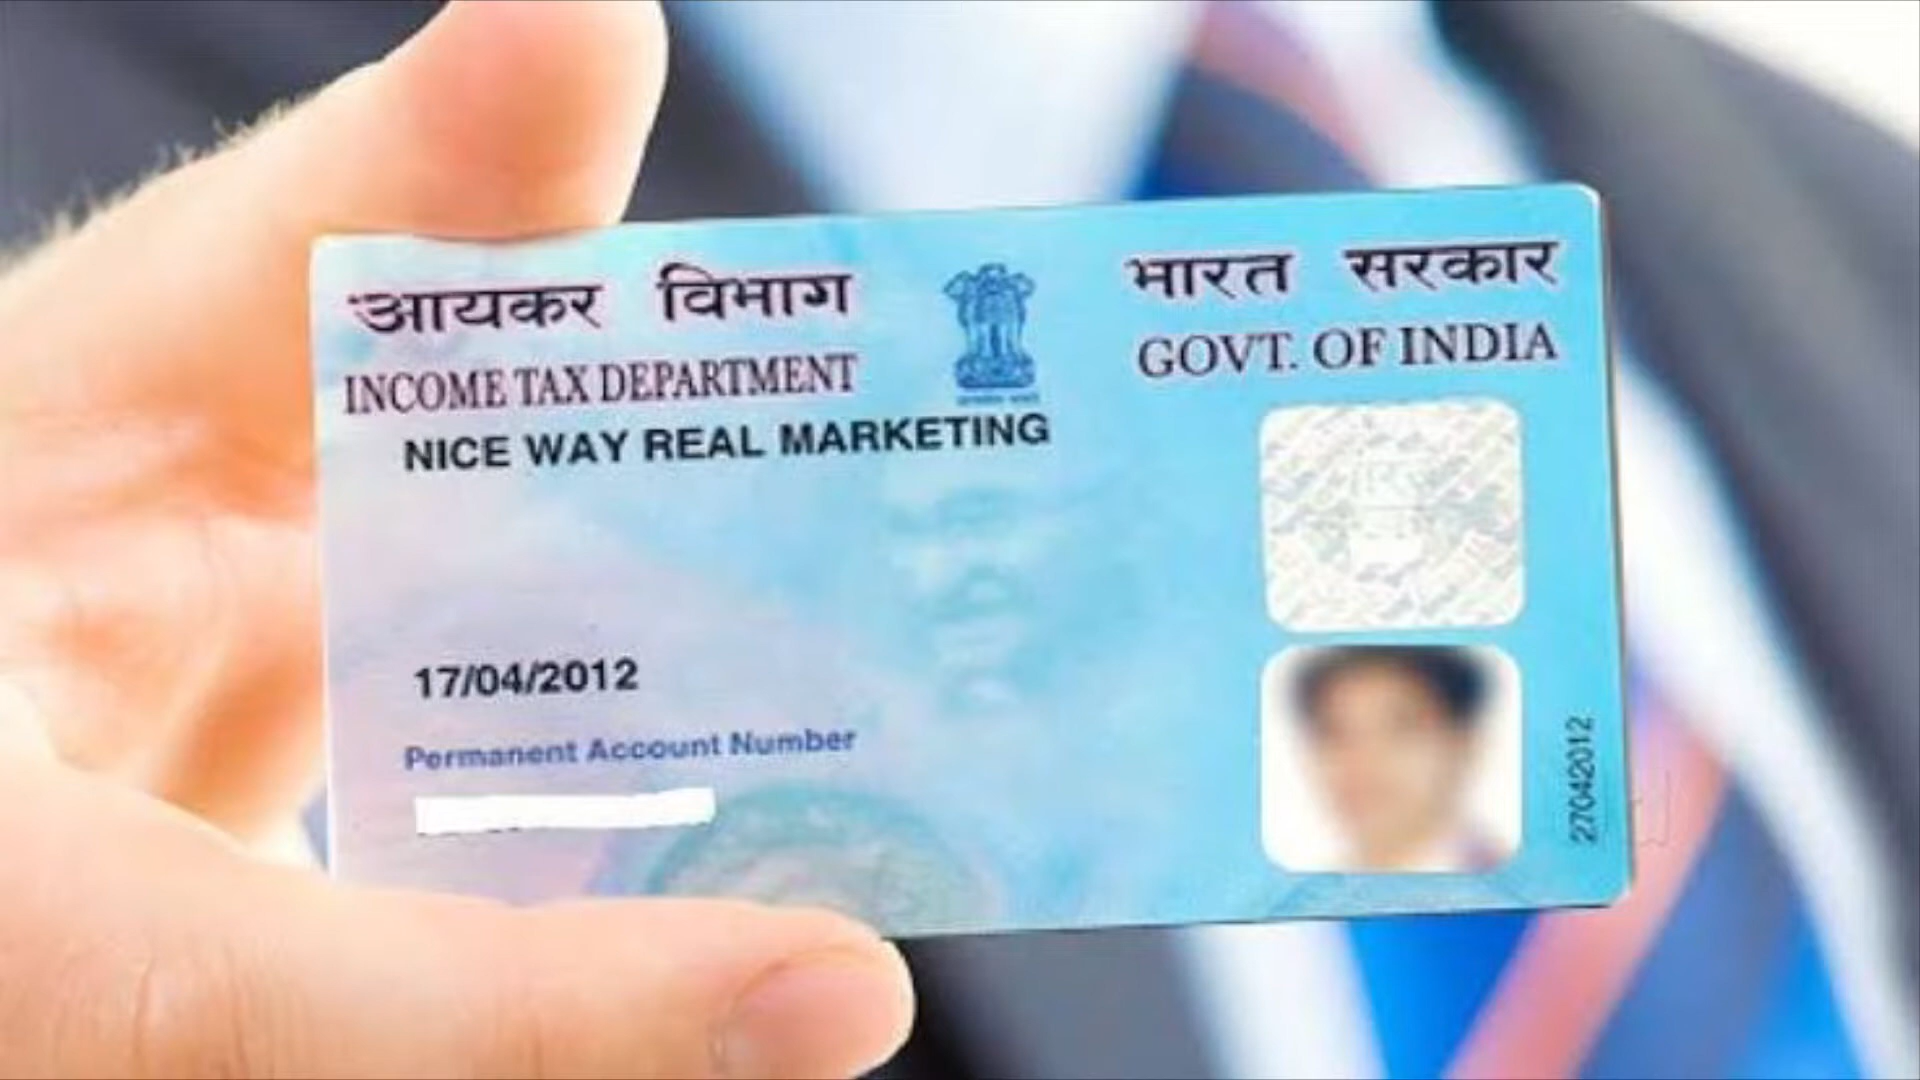 आयकर विभाग
INCOME TAX DEPARTMENT
भारत सरकार
GOVT. OF INDIA
NICE WAY REAL MARKETING
17/04/2012
Permanent Account Number
27042012